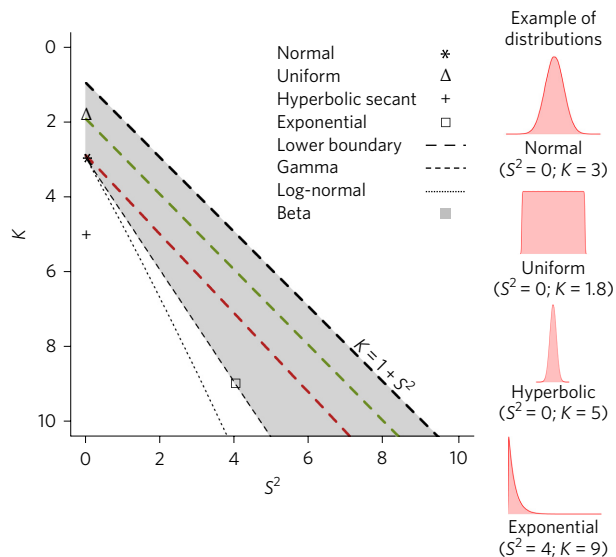 0
2
4
6
8
10
K
0
2
4
6
8
10
S²
Normal
Uniform
Hyperbolic secant
Exponential
Lower boundary
Gamma
Log-normal
Beta
K = 1 + S²
Example of
distributions
Normal
(S² = 0; K = 3)
Uniform
(S² = 0; K = 1.8)
Hyperbolic
(S² = 0; K = 5)
Exponential
(S² = 4; K = 9)